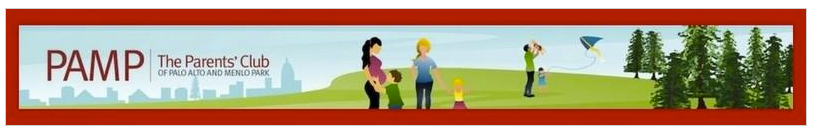 PAMP
The Parents' Club
OF PALO ALTO AND MENLO PARK